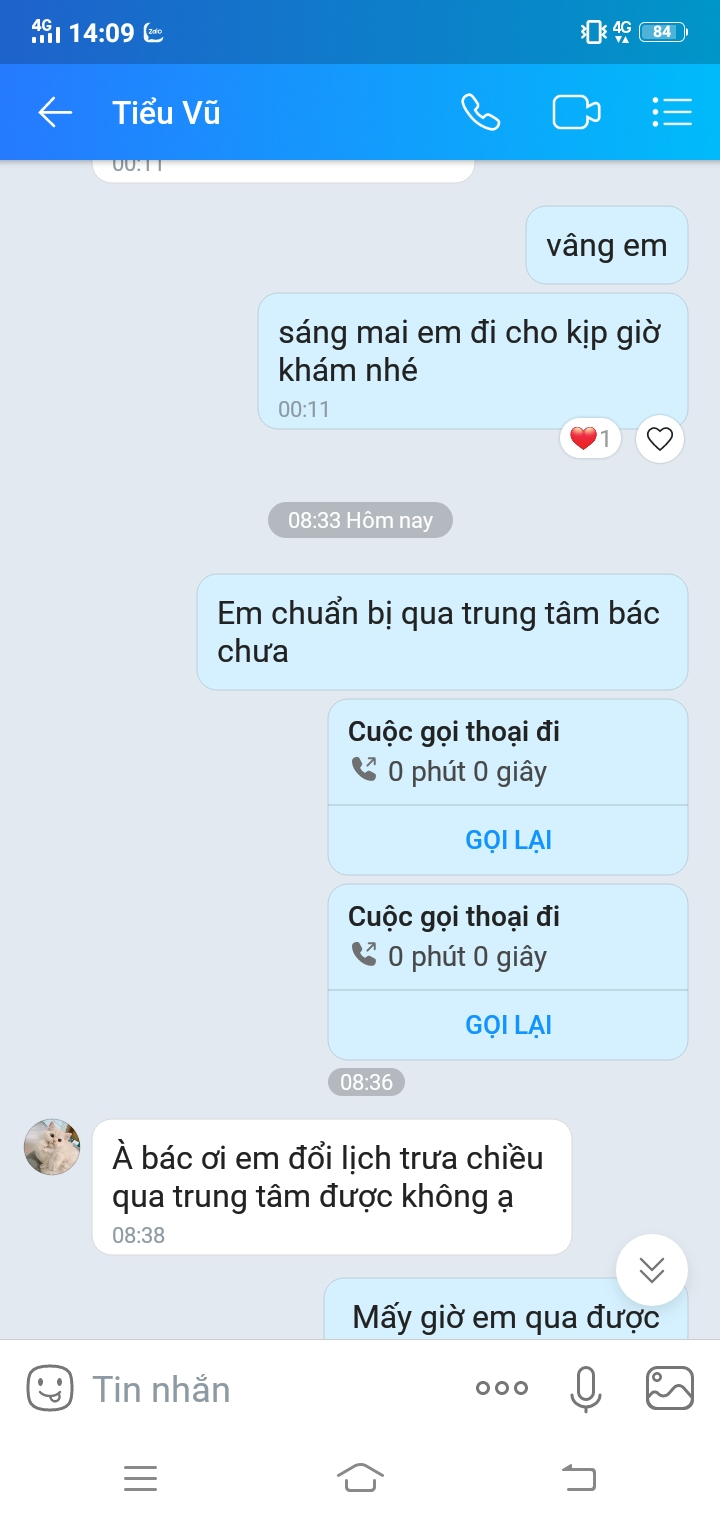 4G 14:09 Zalo 4G 84
Tiểu Vũ
00:11
vâng em
sáng mai em đi cho kịp giờ
khám nhé
00:11
1
08:33 Hôm nay
Em chuẩn bị qua trung tâm bác
chưa
Cuộc gọi thoại đi
0 phút 0 giây
GỌI LẠI
Cuộc gọi thoại đi
0 phút 0 giây
GỌI LẠI
08:36
À bác ơi em đổi lịch trưa chiều
qua trung tâm được không ạ
08:38
Mấy giờ em qua được
Tin nhắn